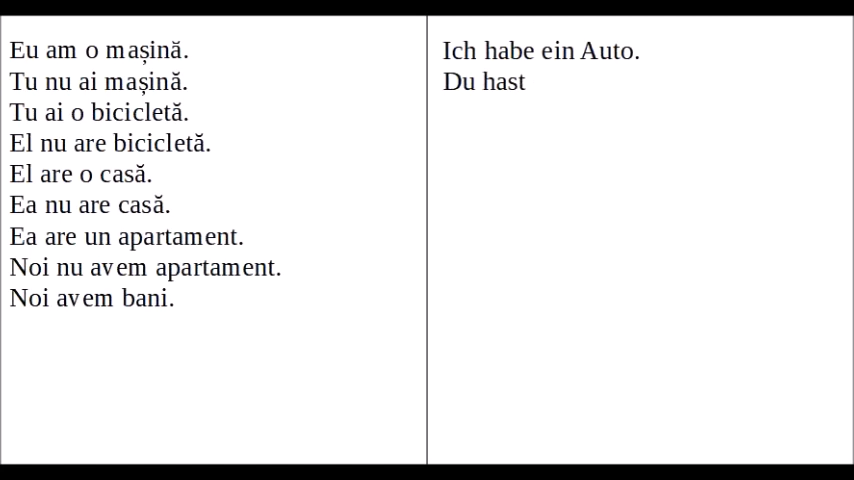 Eu am o mașină.
Tu nu ai mașină.
Tu ai o bicicletă.
El nu are bicicletă.
El are o casă.
Ea nu are casă.
Ea are un apartament.
Noi nu avem apartament.
Noi avem bani.
Ich habe ein Auto.
Du hast